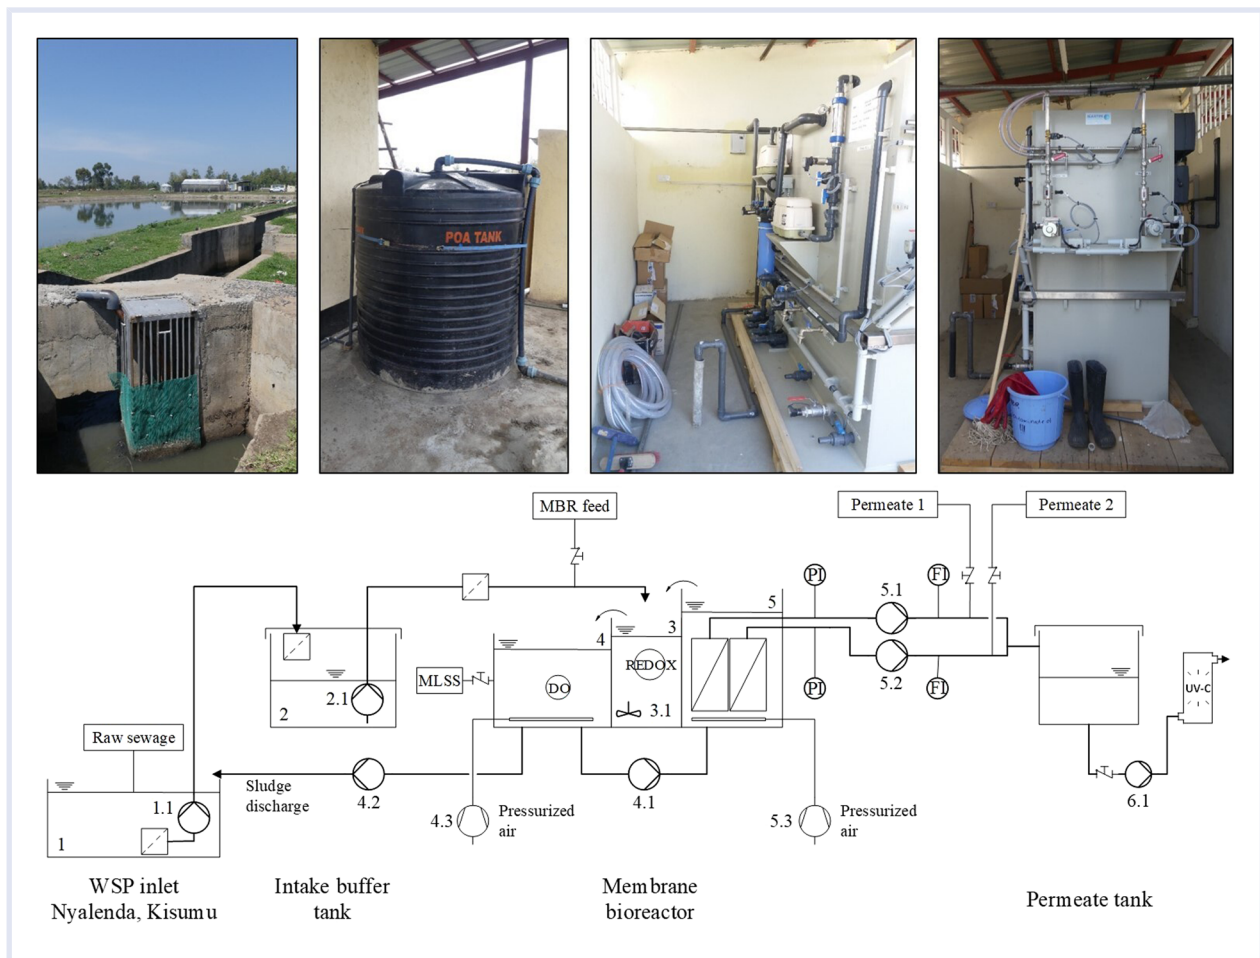 POA TANK
MBR feed
Permeate 1
Permeate 2
PI
5.1
FI
5
3
4
REDOX
DO
MLSS
3.1
2.1
2
5.2
PI
FI
UV-C
Raw sewage
Sludge
discharge
4.2
4.1
1.1
1
4.3
Pressurized
air
5.3
Pressurized
air
6.1
WSP inlet
Nyalenda, Kisumu
Intake buffer
tank
Membrane
bioreactor
Permeate tank